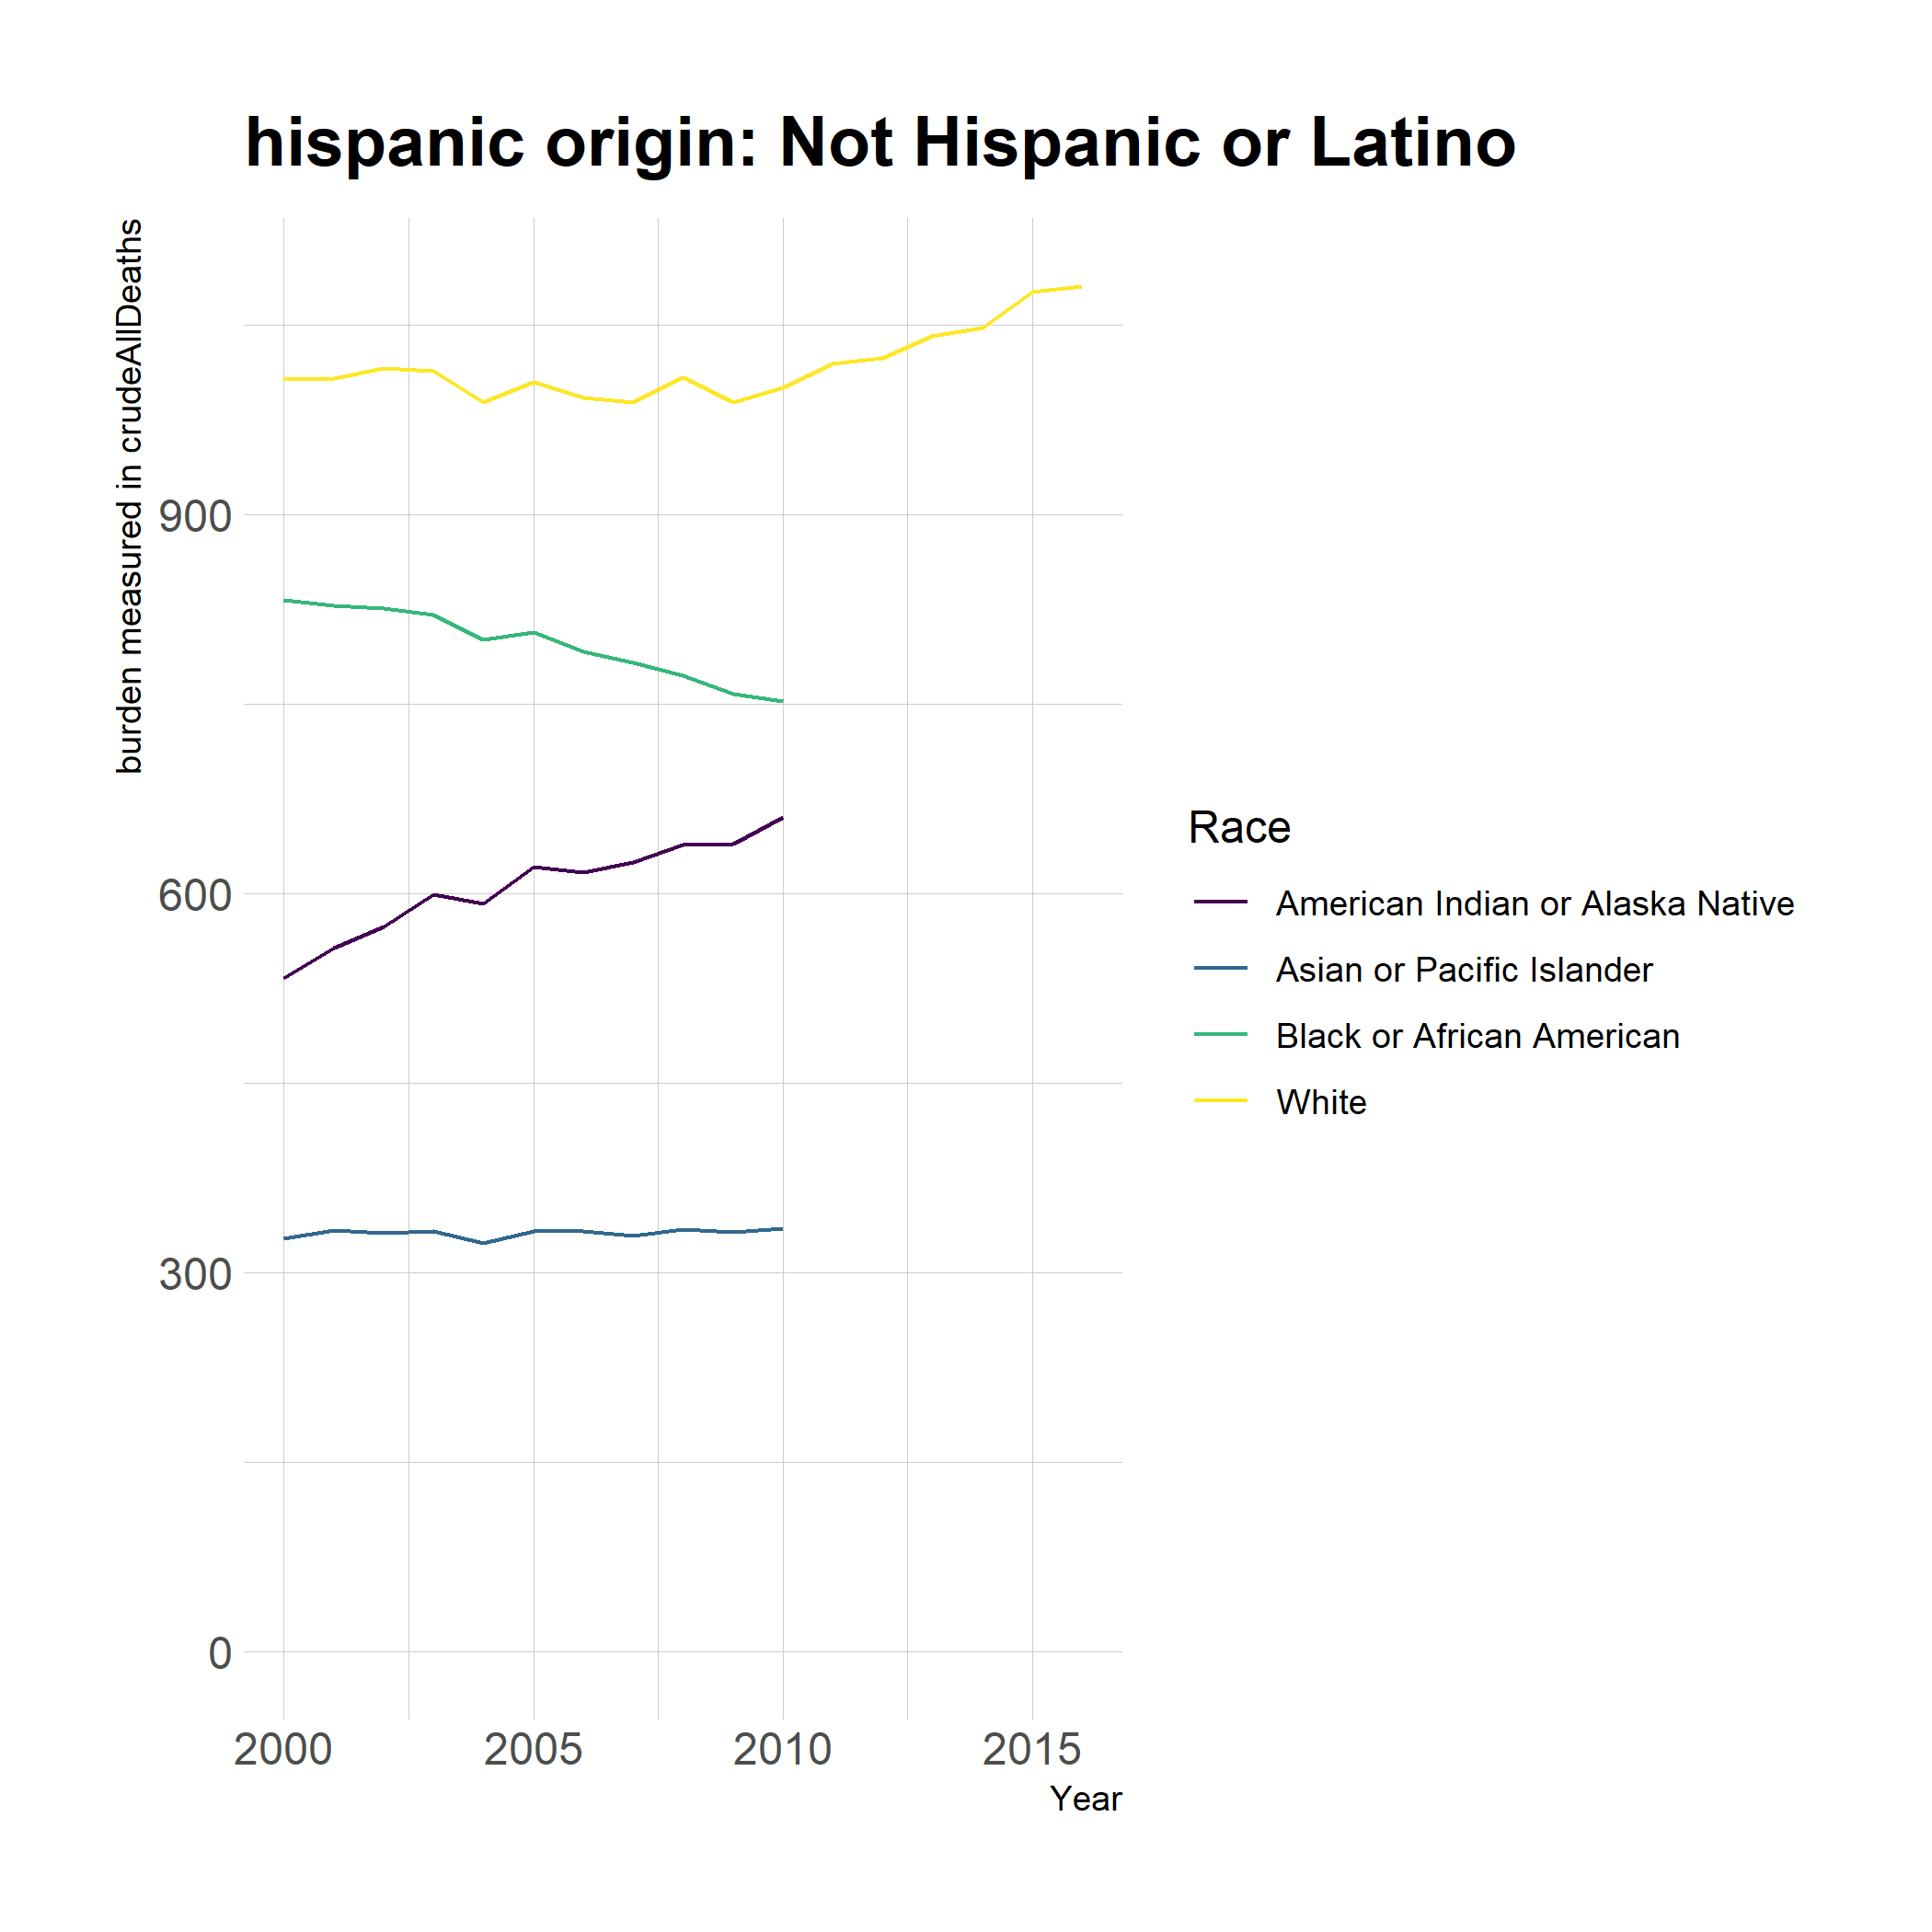 hispanic origin: Not Hispanic or Latino
burden measured in crudeAllDeaths
900
600
300
0
2000 2005 2010 2015
Year
Race
American Indian or Alaska Native
Asian or Pacific Islander
Black or African American
White